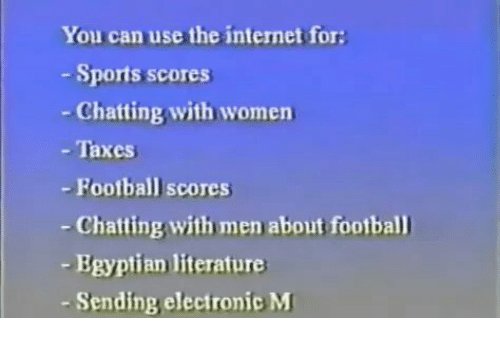 You can use the internet for:
- Sports scores
- Chatting with women
- Taxes
- Football scores
- Chatting with men about football
- Egyptian literature
- Sending electronic M